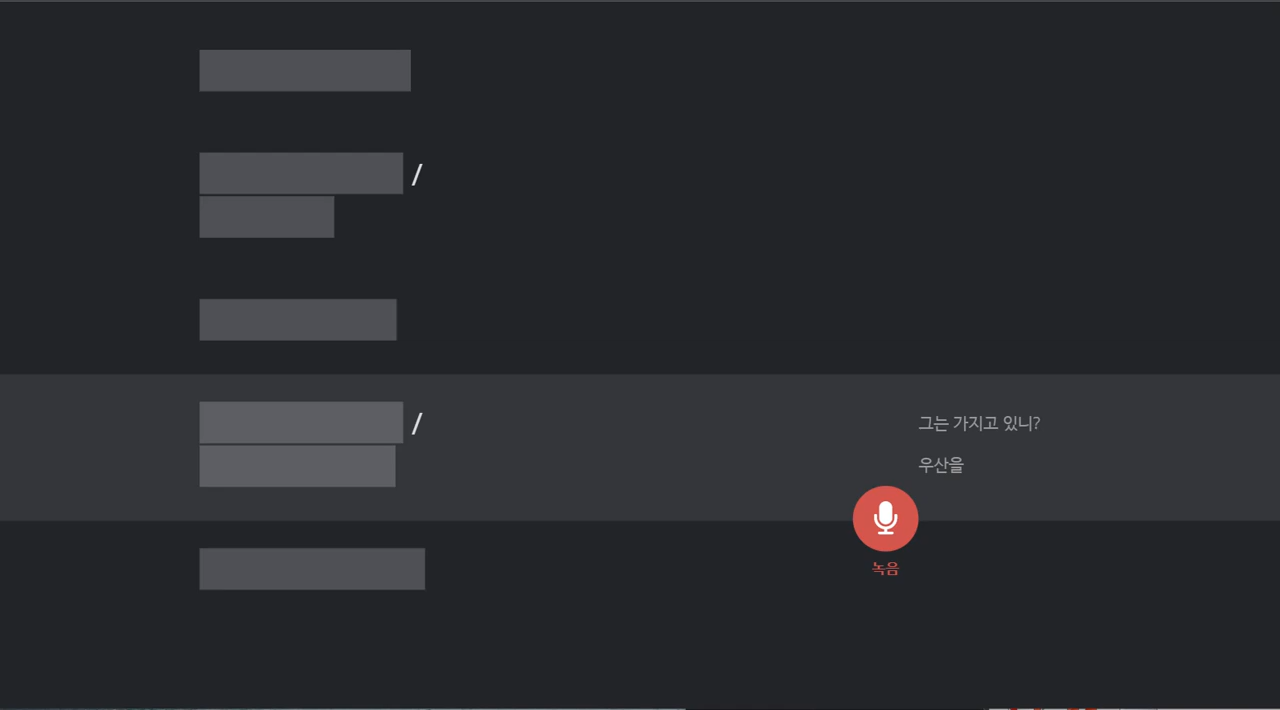 /
/
그는 가지고 있니?
우산을
녹음